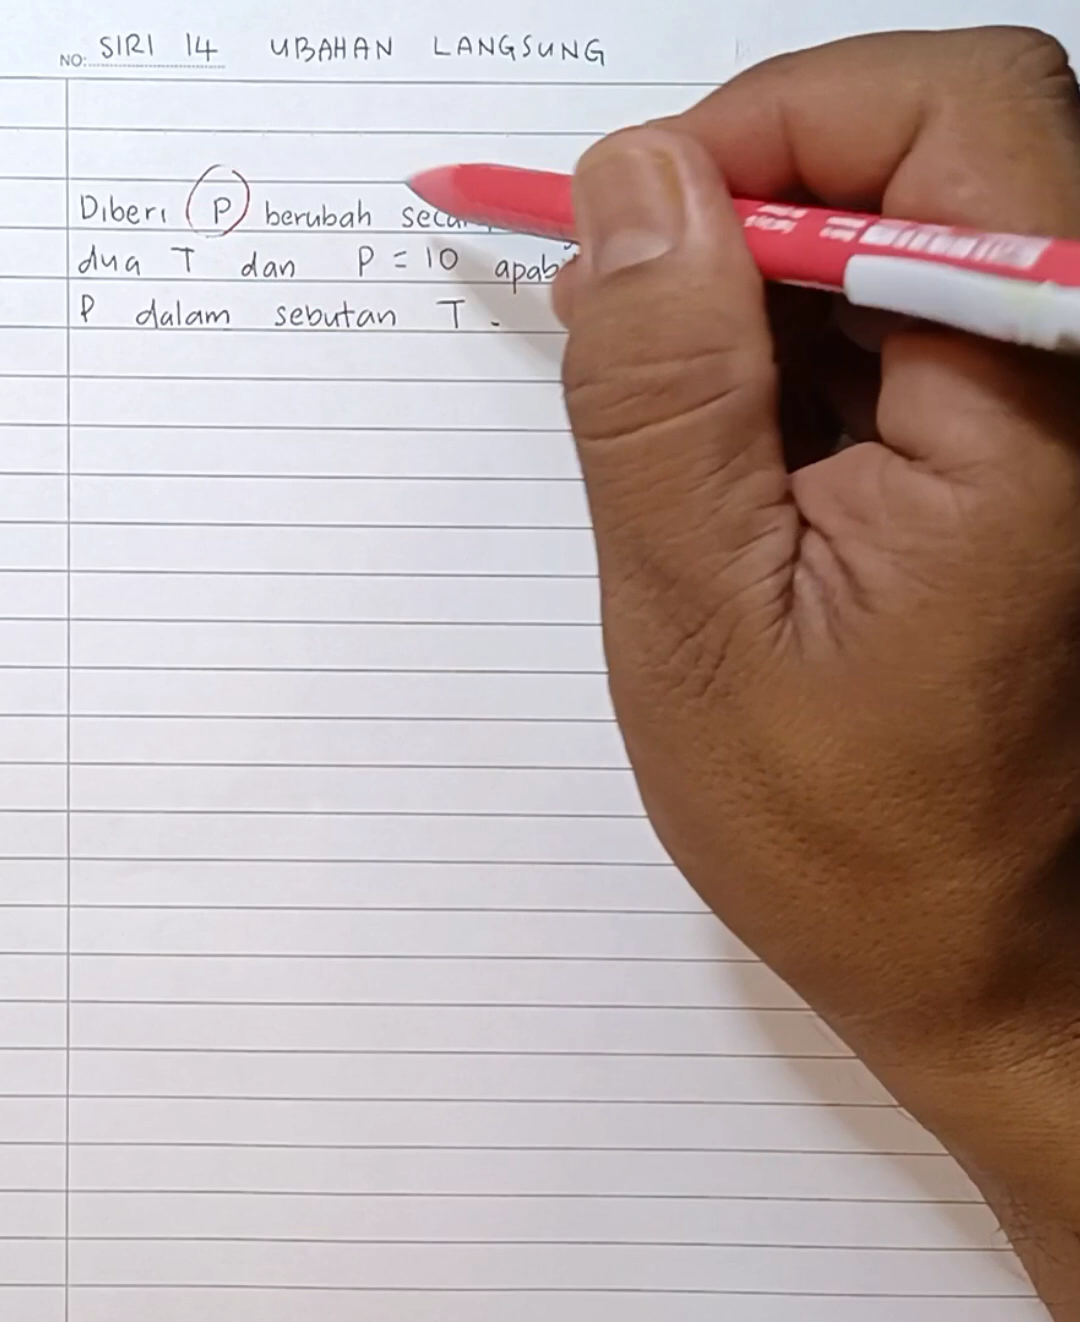 NO: SIRI 14 UBAHAN LANGSUNG
Diberi P berubah
dua T dan P = 10
P dalam sebutan T.